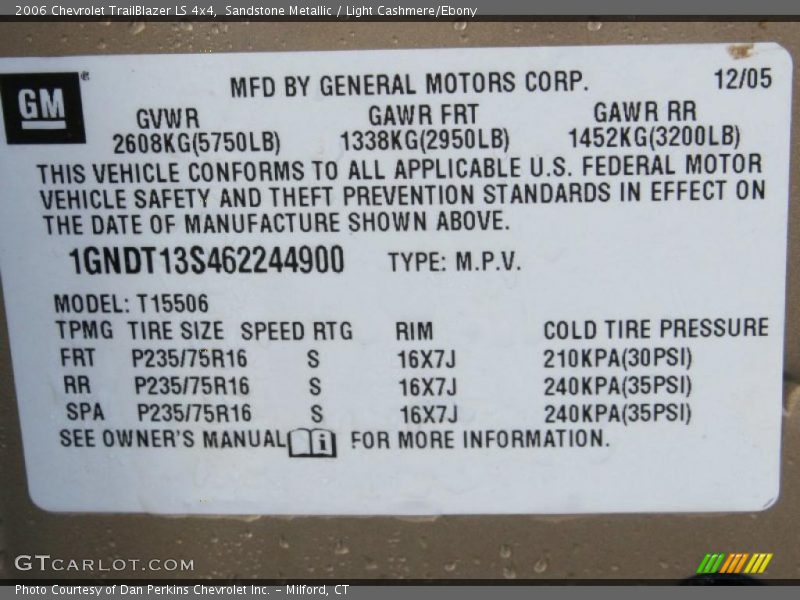 2006 Chevrolet TrailBlazer LS 4x4, Sandstone Metallic / Light Cashmere/Ebony
GM® MFD BY GENERAL MOTORS CORP. 12/05
GVWR GAWR FRT GAWR RR
2608KG(5750LB) 1338KG(2950LB) 1452KG(3200LB)
THIS VEHICLE CONFORMS TO ALL APPLICABLE U.S. FEDERAL MOTOR
VEHICLE SAFETY AND THEFT PREVENTION STANDARDS IN EFFECT ON
THE DATE OF MANUFACTURE SHOWN ABOVE.
1GNDT13S462244900 TYPE: M.P.V.
MODEL: T15506
TPMG TIRE SIZE SPEED RTG RIM COLD TIRE PRESSURE
FRT P235/75R16 S 16X7J 210KPA(30PSI)
RR P235/75R16 S 16X7J 240KPA(35PSI)
SPA P235/75R16 S 16X7J 240KPA(35PSI)
SEE OWNER'S MANUAL i FOR MORE INFORMATION.
GTCARLOT.COM
Photo Courtesy of Dan Perkins Chevrolet Inc. - Milford, CT